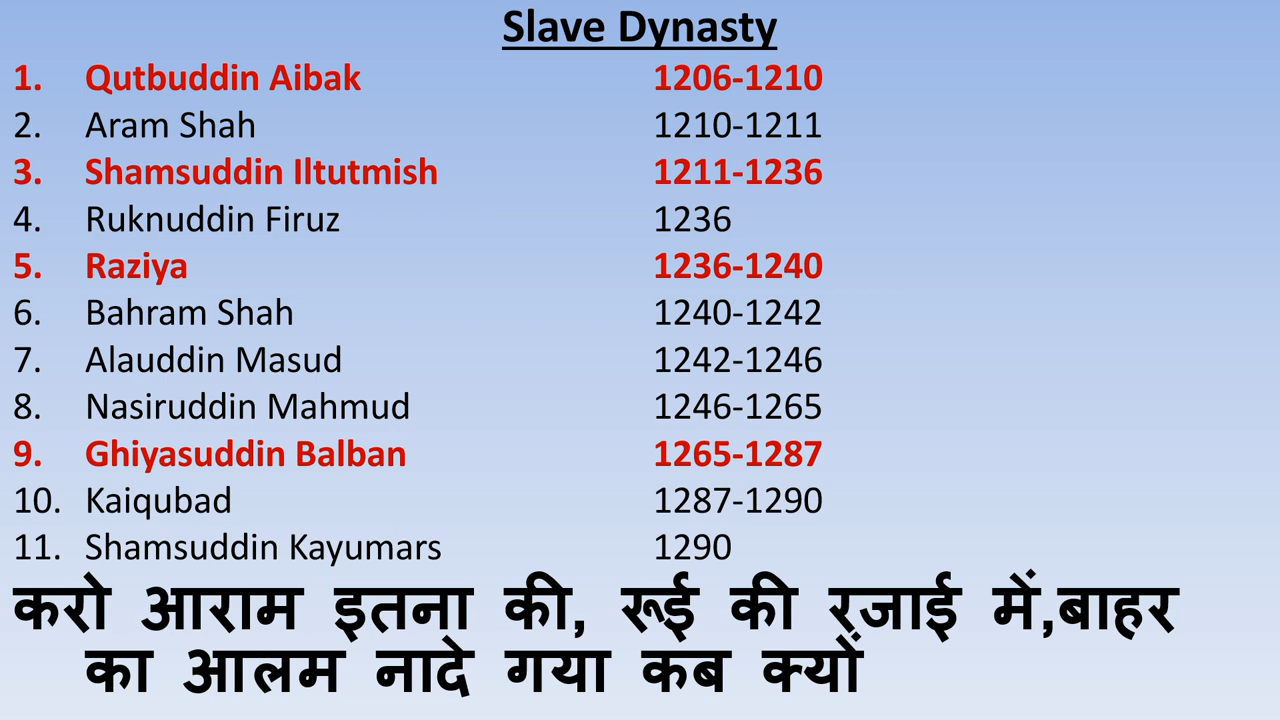 Slave Dynasty
1. Qutbuddin Aibak 1206-1210
2. Aram Shah 1210-1211
3. Shamsuddin Iltutmish 1211-1236
4. Ruknuddin Firuz 1236
5. Raziya 1236-1240
6. Bahram Shah 1240-1242
7. Alauddin Masud 1242-1246
8. Nasiruddin Mahmud 1246-1265
9. Ghiyasuddin Balban 1265-1287
10. Kaiqubad 1287-1290
11. Shamsuddin Kayumars 1290
करो आराम इतना की, रूई की रजाई में,बाहर
का आलम नादे गया कब क्यों